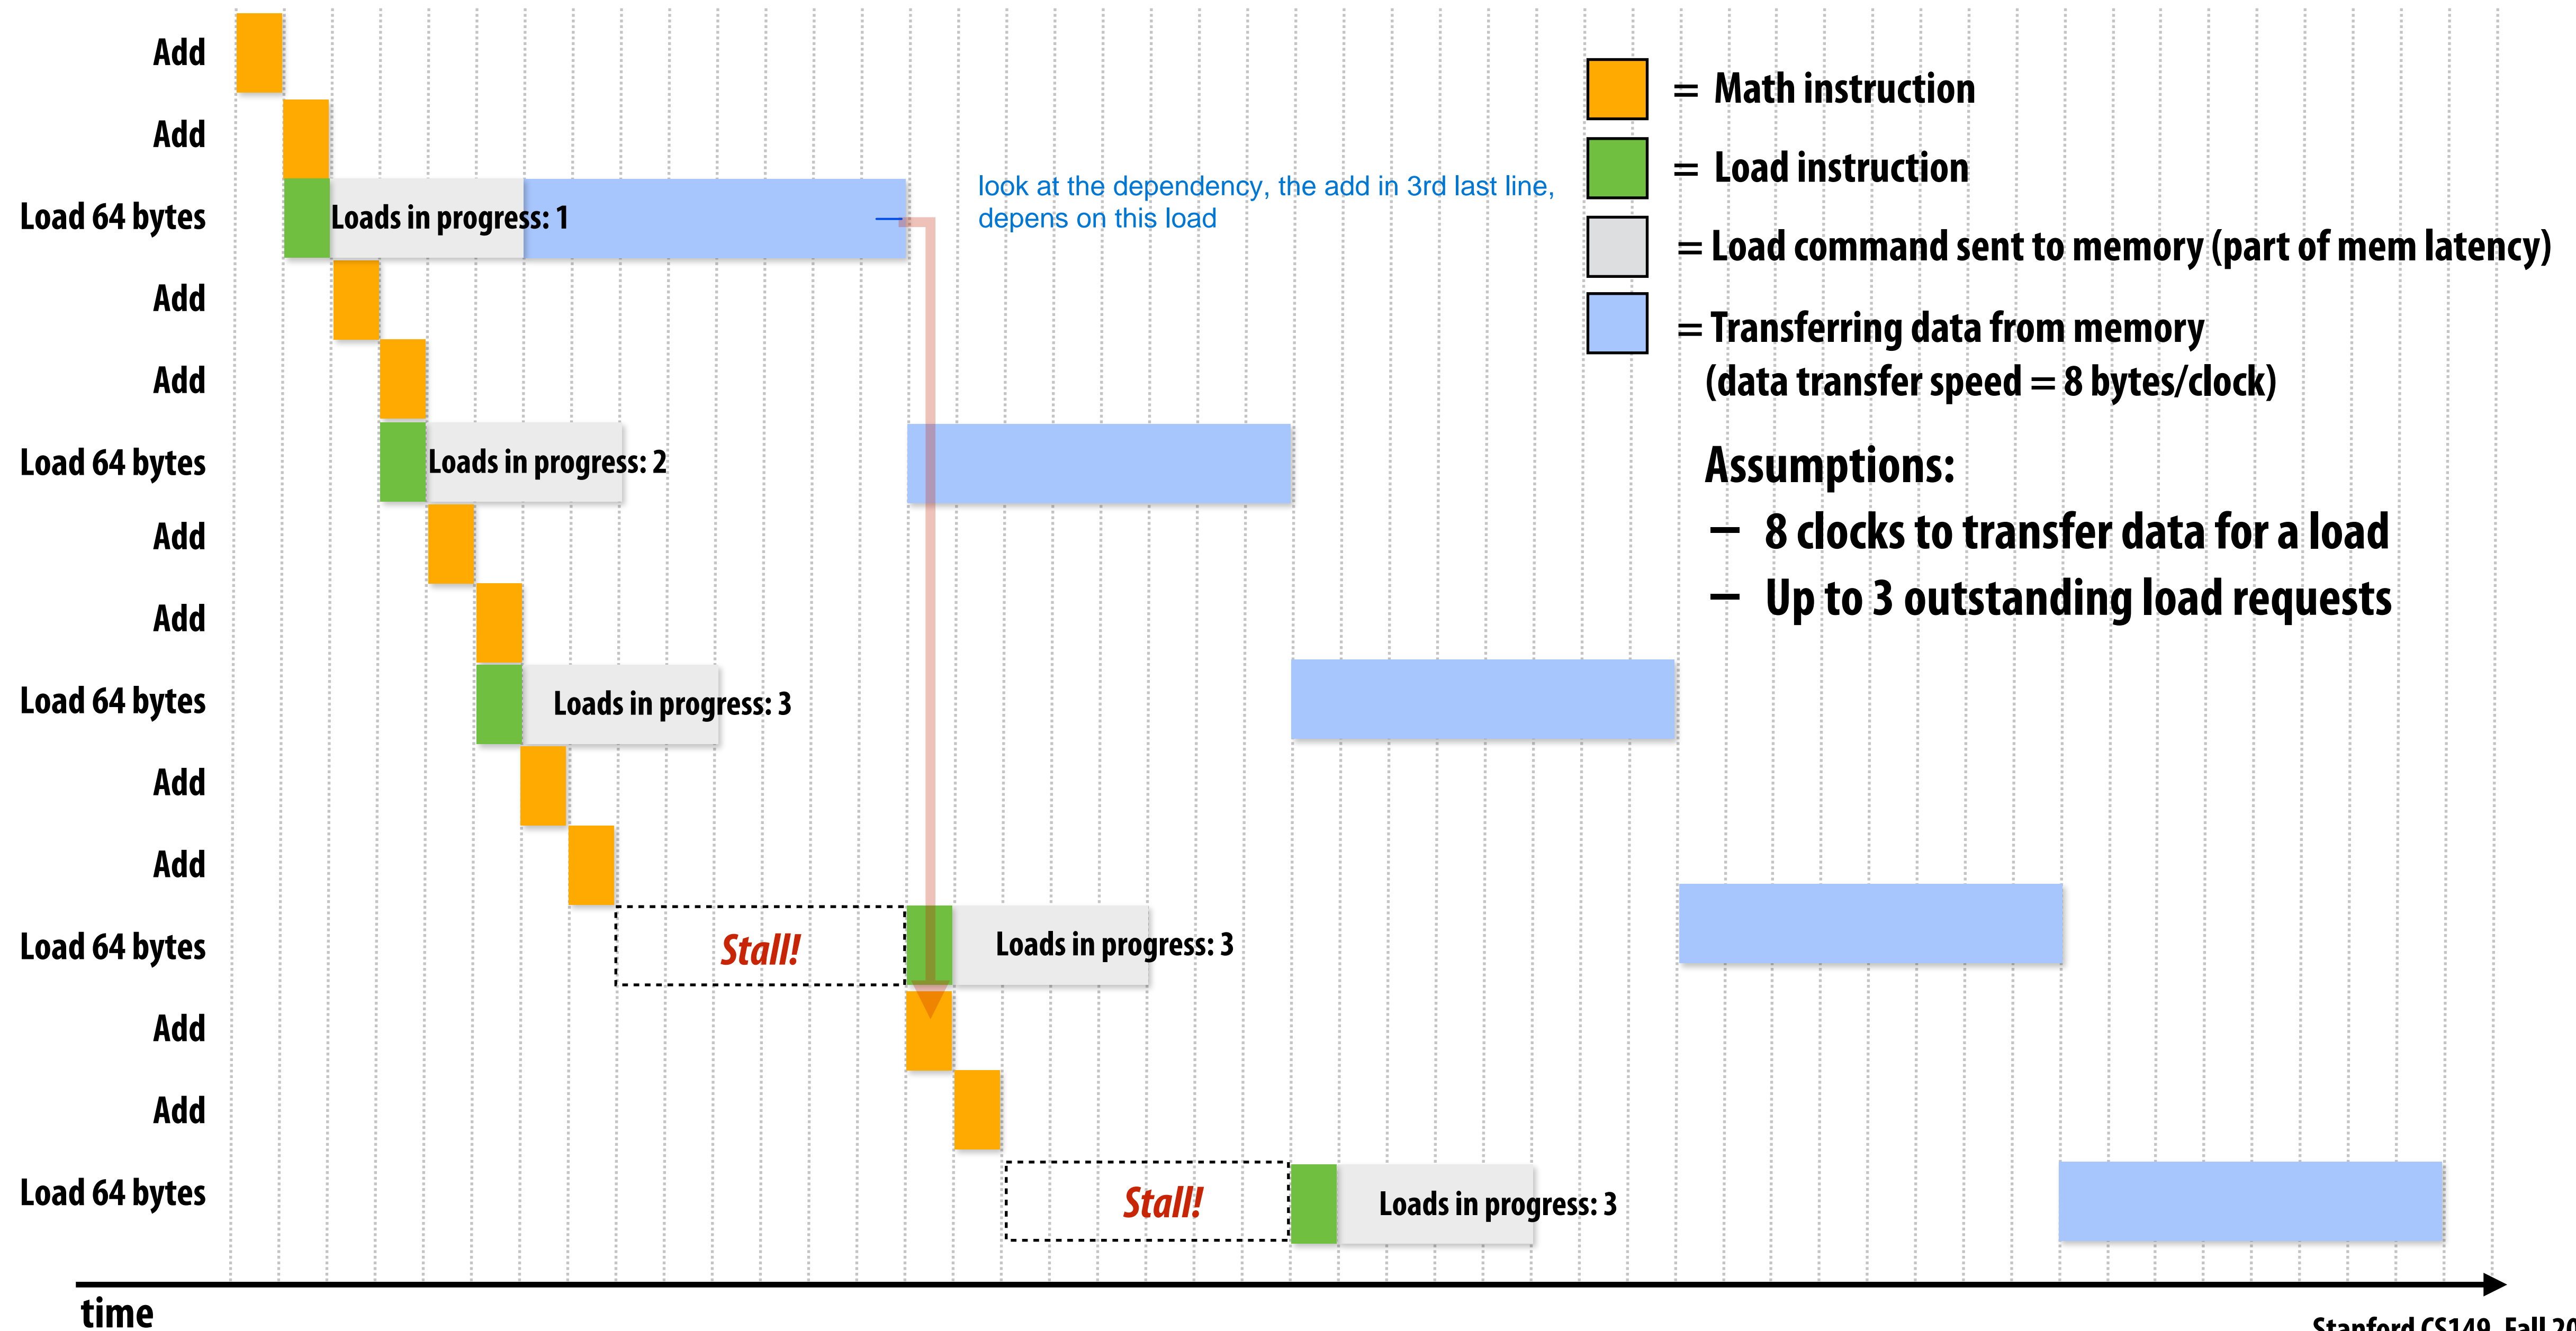 Add
Add
Load 64 bytes
Loads in progress: 1
look at the dependency, the add in 3rd last line,
depens on this load
Add
Add
Load 64 bytes
Loads in progress: 2
Add
Add
Load 64 bytes
Loads in progress: 3
Add
Add
Load 64 bytes
Stall!
Loads in progress: 3
Add
Add
Load 64 bytes
Stall!
Loads in progress: 3
= Math instruction
= Load instruction
= Load command sent to memory (part of mem latency)
= Transferring data from memory
(data transfer speed = 8 bytes/clock)
Assumptions:
– 8 clocks to transfer data for a load
– Up to 3 outstanding load requests
time
Stanford CS149, Fall